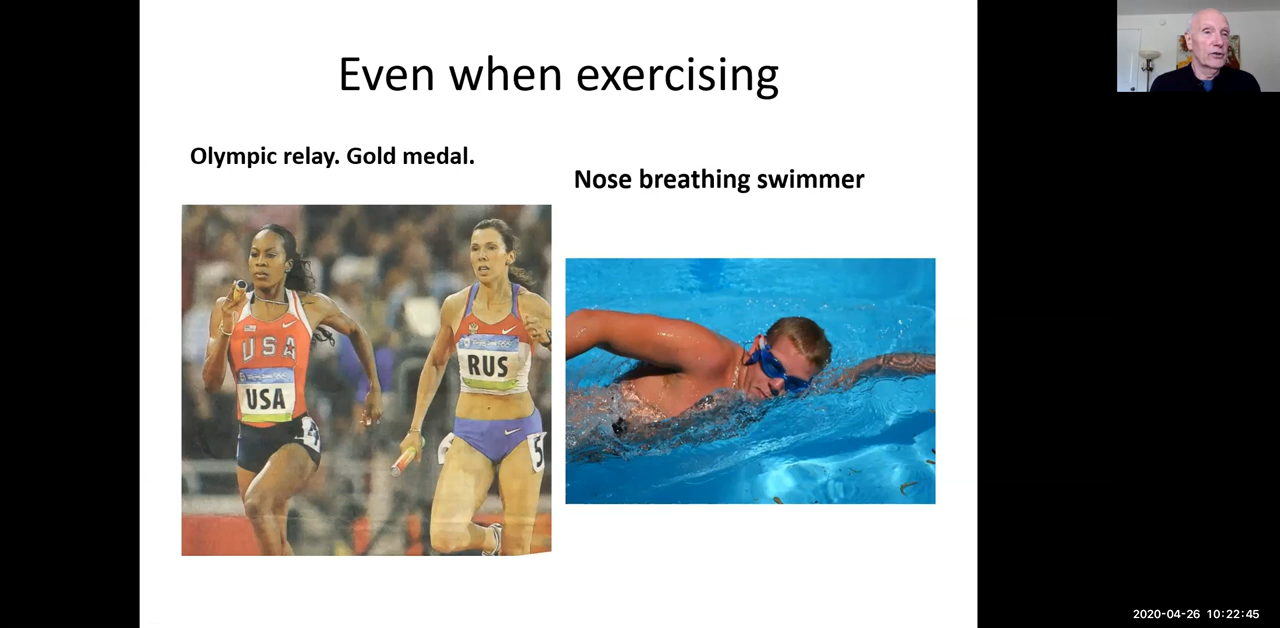 Even when exercising
Olympic relay. Gold medal.
Nose breathing swimmer
USA
USA
RUS
5
2020-04-26 10:22:45